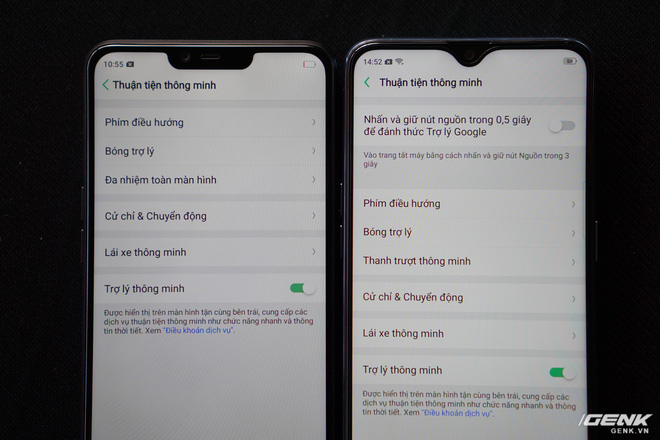 10:55
Thuận tiện thông minh
Phím điều hướng
Bóng trợ lý
Đa nhiệm toàn màn hình
Cử chỉ & Chuyển động
Lái xe thông minh
Trợ lý thông minh
Được hiển thị trên màn hình tận cùng bên trái, cung cấp các
dịch vụ thuận tiện thông minh như chức năng nhanh và thông
tin thời tiết. Xem "Điều khoản dịch vụ".
14:52
Thuận tiện thông minh
Nhấn và giữ nút nguồn trong 0,5 giây
để đánh thức Trợ lý Google
Vào trang tắt máy bằng cách nhấn và giữ nút Nguồn trong 3
giây
Phím điều hướng
Bóng trợ lý
Thanh trượt thông minh
Cử chỉ & Chuyển động
Lái xe thông minh
Trợ lý thông minh
Được hiển thị trên màn hình tận cùng bên trái, cung cấp các
dịch vụ thuận tiện thông minh như chức năng nhanh và thông
tin thời tiết. Xem "Điều khoản dịch vụ".
GENK
GENK.VN